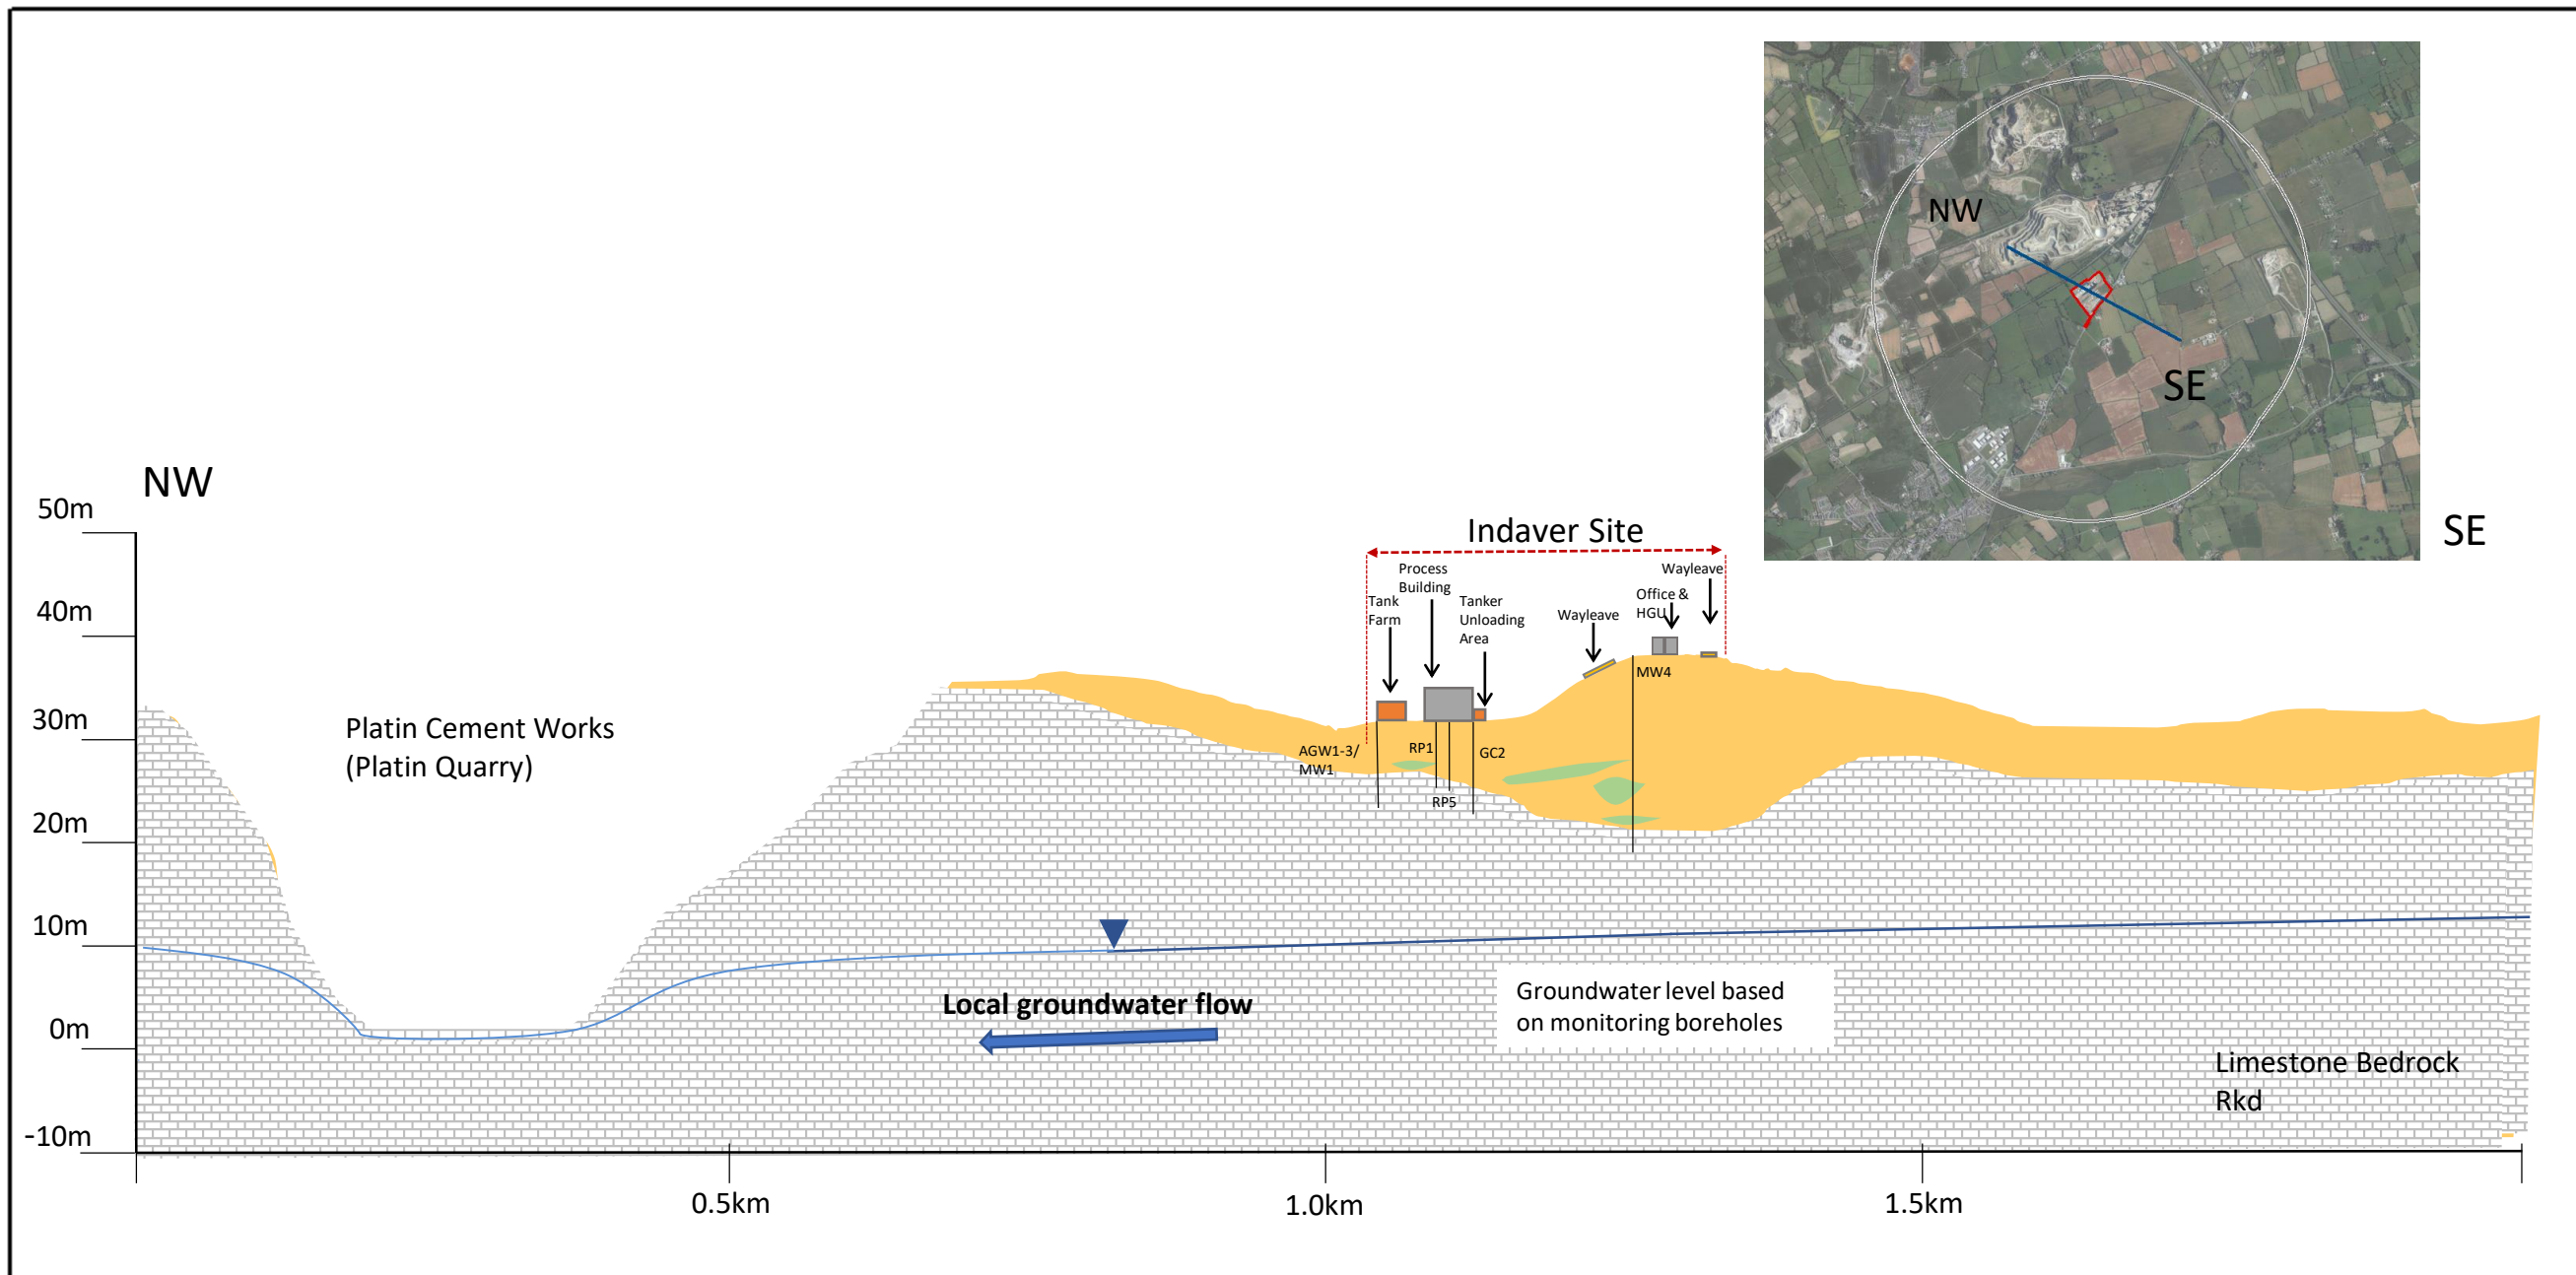 NW
SE
NW
SE
50m
40m
30m
20m
10m
0m
-10m
Indaver Site
Process
Building
Tank
Farm
Tanker
Unloading
Area
Wayleave
Office &
HGU
Wayleave
MW4
AGW1-3/
MW1
RP1
RP5
GC2
Platin Cement Works
(Platin Quarry)
Local groundwater flow
Groundwater level based
on monitoring boreholes
Limestone Bedrock
Rkd
0.5km
1.0km
1.5km